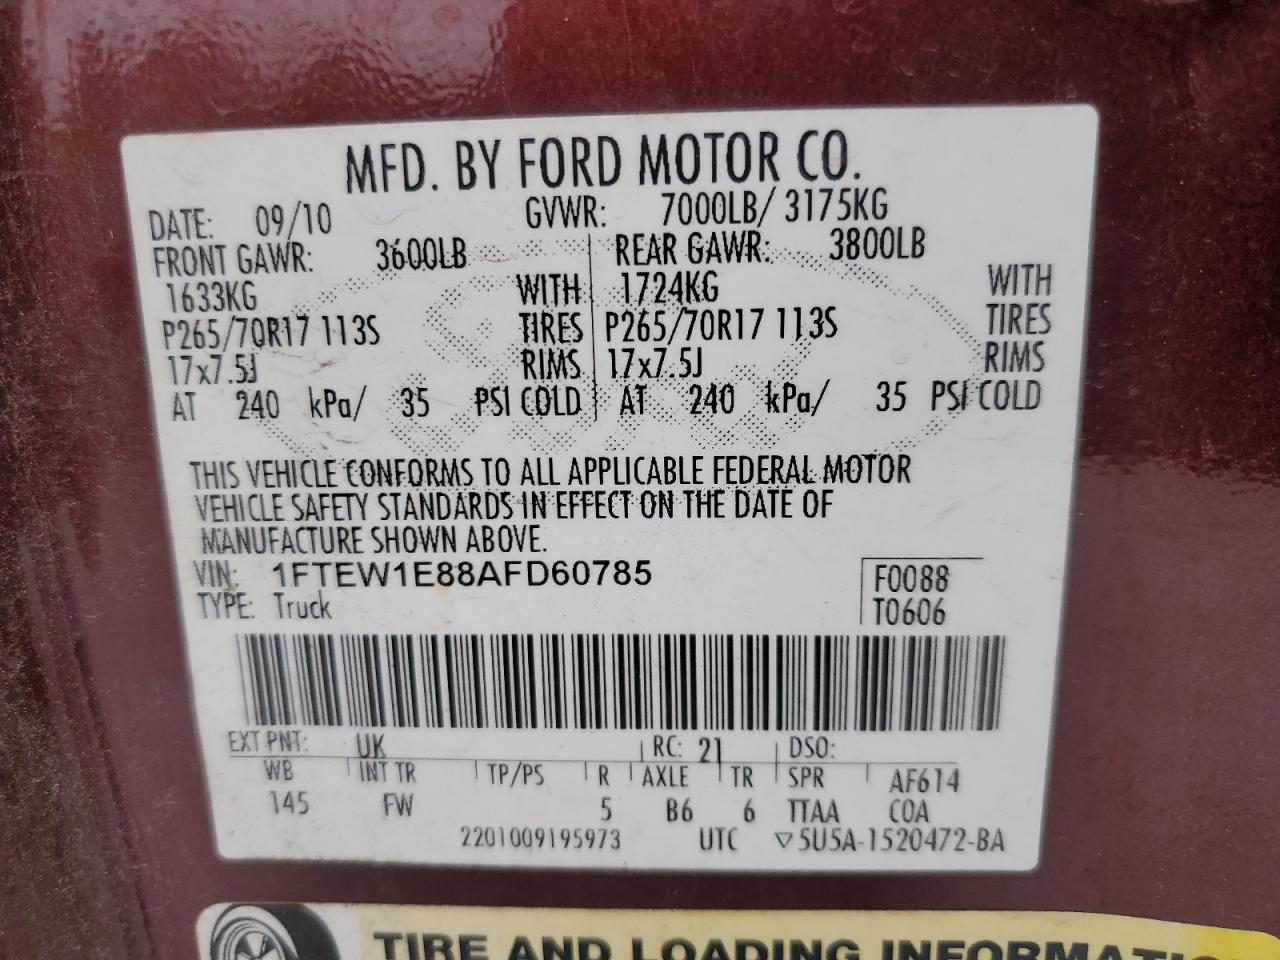 MFD. BY FORD MOTOR CO.
DATE: 09/10 GVWR: 7000LB/ 3175KG
FRONT GAWR: 3600LB REAR GAWR: 3800LB
1633KG WITH 1724KG WITH
P265/70R17 113S TIRES P265/70R17 113S TIRES
17x7.5J RIMS 17x7.5J RIMS
AT 240 kPa/ 35 PSI COLD AT 240 kPa/ 35 PSI COLD
THIS VEHICLE CONFORMS TO ALL APPLICABLE FEDERAL MOTOR
VEHICLE SAFETY STANDARDS IN EFFECT ON THE DATE OF
MANUFACTURE SHOWN ABOVE.
VIN: 1FTEW1E88AFD60785 F0088
TYPE: Truck T0606
EXT PNT: UK RC: 21 DSO:
WB INT TR TP/PS R AXLE TR SPR AF614
145 FW 5 B6 6 TTAA COA
2201009195973 UTC ▽5U5A-1520472-BA
TIRE AND LOADING INFORMATIO